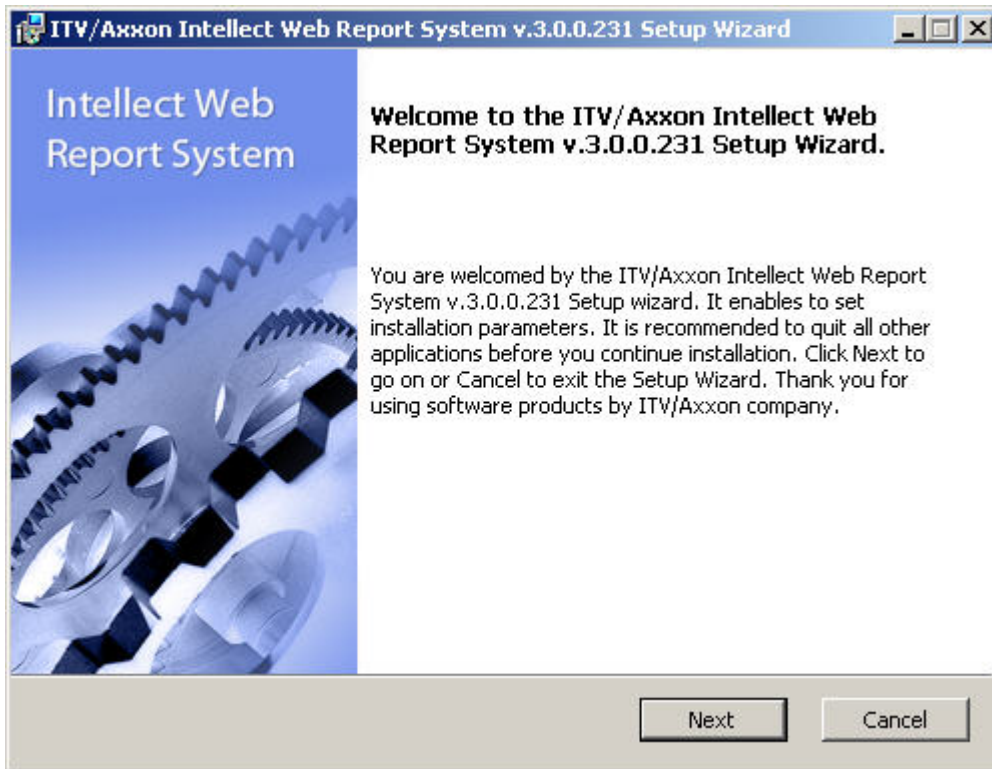 ITV/Axxon Intellect Web Report System v.3.0.0.231 Setup Wizard
Intellect Web
Report System
Welcome to the ITV/Axxon Intellect Web
Report System v.3.0.0.231 Setup Wizard.
You are welcomed by the ITV/Axxon Intellect Web Report
System v.3.0.0.231 Setup wizard. It enables to set
installation parameters. It is recommended to quit all other
applications before you continue installation. Click Next to
go on or Cancel to exit the Setup Wizard. Thank you for
using software products by ITV/Axxon company.
Next
Cancel